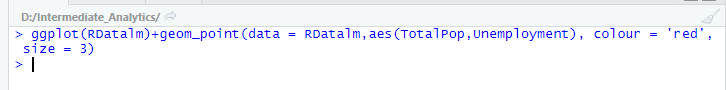 D:/Intermediate_Analytics/
> ggplot(RDatalm)+geom_point(data = RDatalm,aes(TotalPop,Unemployment), colour = 'red',
size = 3)
>